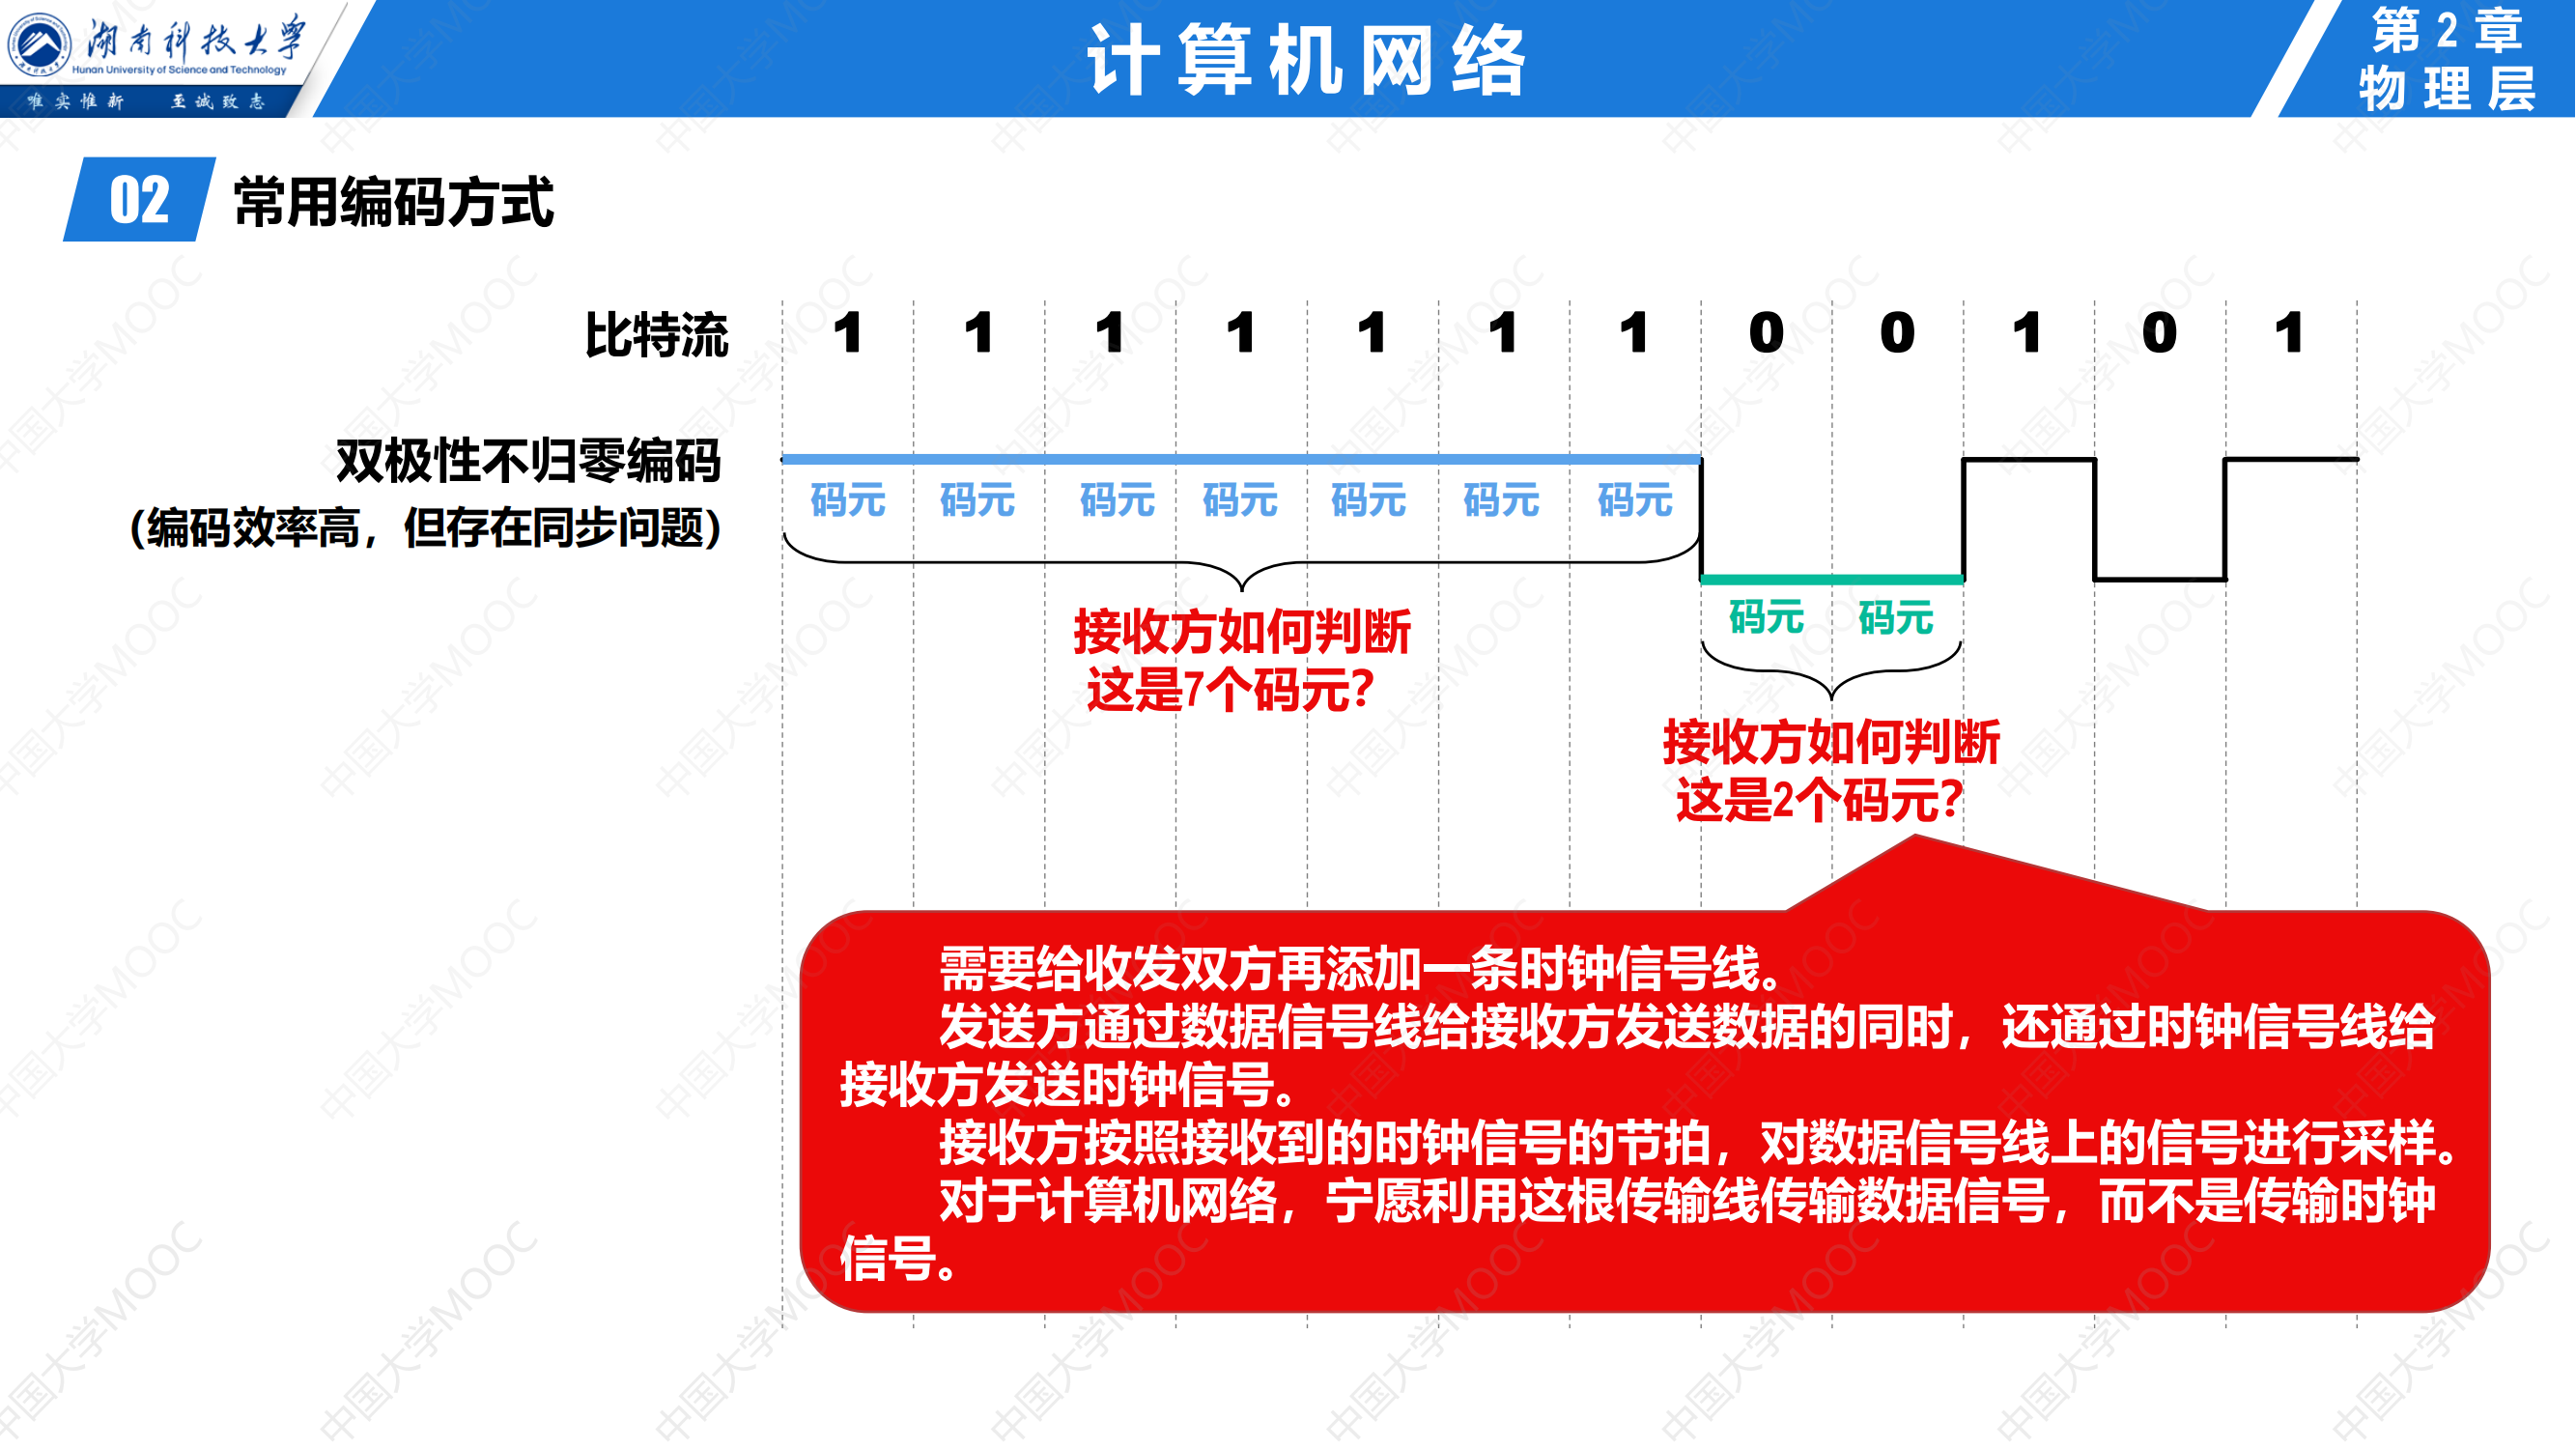 湖南科技大学
Hunan University of Science and Technology
唯实惟新 至诚致志
计算机网络
第2章
物理层
02 常用编码方式
比特流 1 1 1 1 1 1 1 0 0 1 0 1
双极性不归零编码
(编码效率高，但存在同步问题)
码元 码元 码元 码元 码元 码元 码元
码元 码元
接收方如何判断
这是7个码元？
接收方如何判断
这是2个码元？
需要给收发双方再添加一条时钟信号线。
发送方通过数据信号线给接收方发送数据的同时，还通过时钟信号线给
接收方发送时钟信号。
接收方按照接收到的时钟信号的节拍，对数据信号线上的信号进行采样。
对于计算机网络，宁愿利用这根传输线传输数据信号，而不是传输时钟
信号。
中国大学MOOC